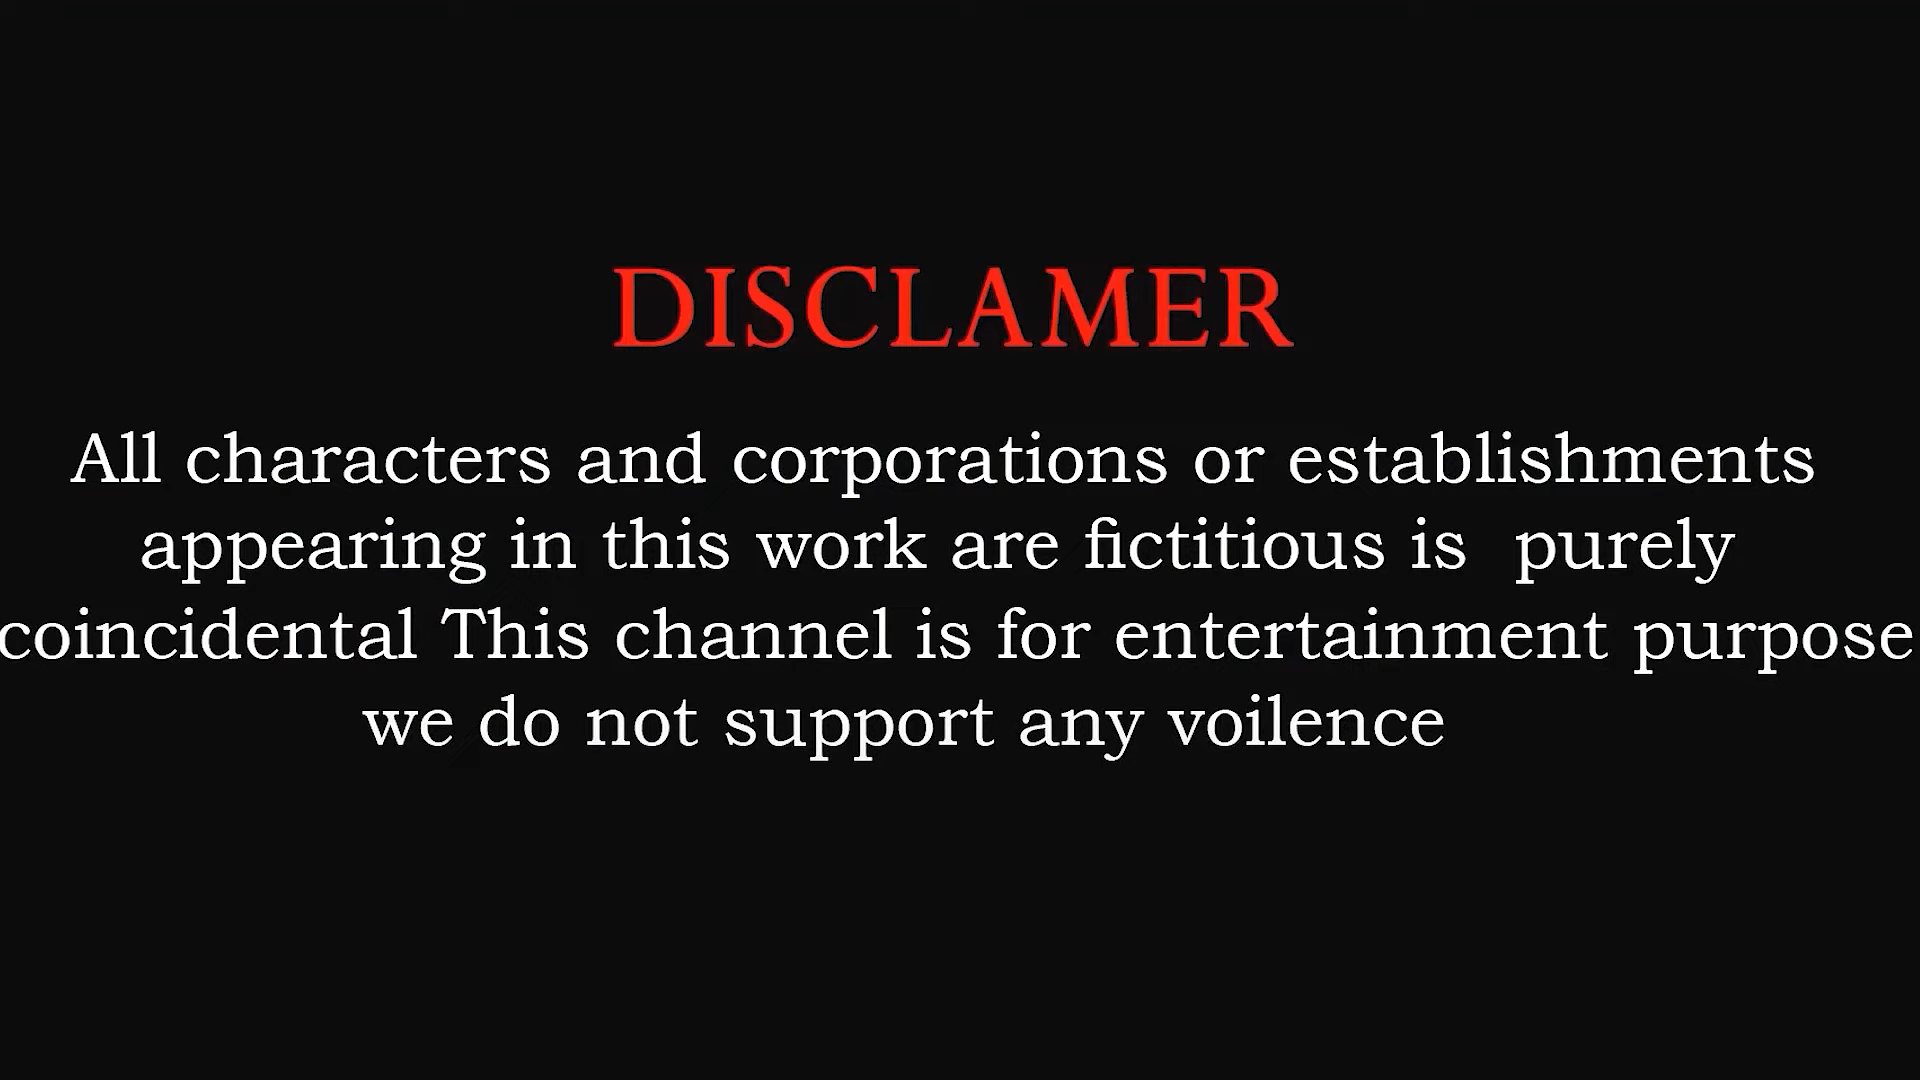 DISCLAMER
All characters and corporations or establishments
appearing in this work are fictitious is  purely
coincidental This channel is for entertainment purpose
we do not support any voilence